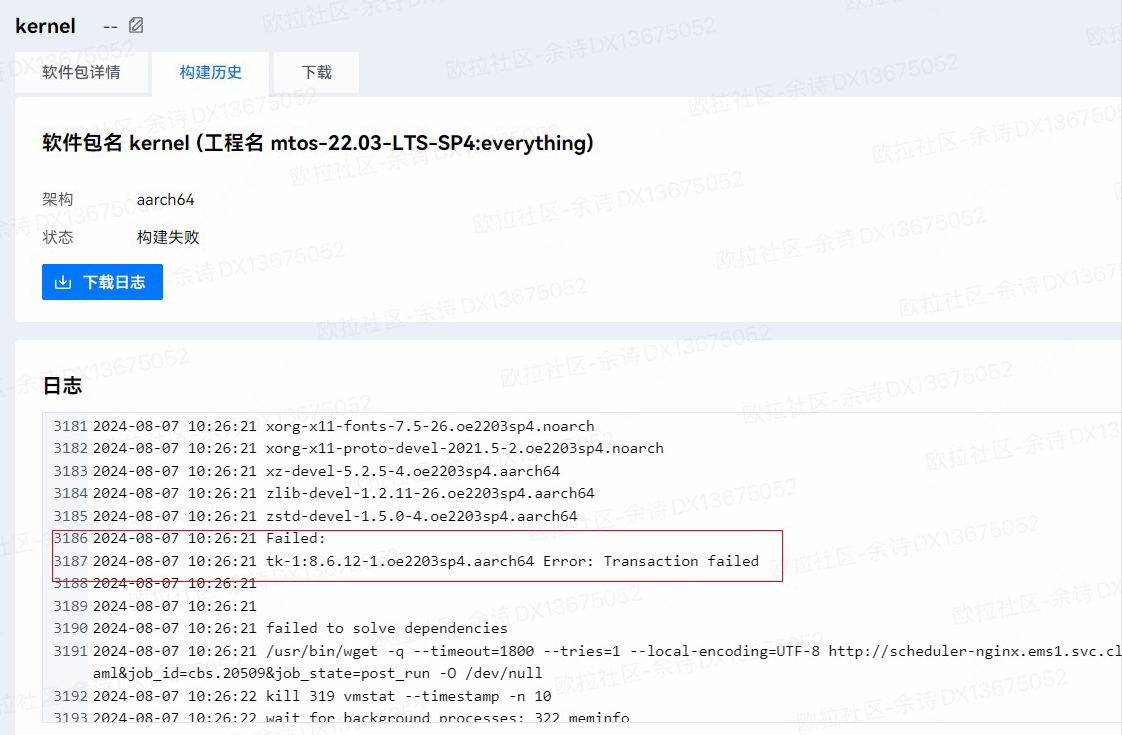 kernel --
软件包详情 构建历史 下载
软件包名 kernel (工程名 mtos-22.03-LTS-SP4:everything)
架构 aarch64
状态 构建失败
下载日志
日志
3181 2024-08-07 10:26:21 xorg-x11-fonts-7.5-26.oe2203sp4.noarch
3182 2024-08-07 10:26:21 xorg-x11-proto-devel-2021.5-2.oe2203sp4.noarch
3183 2024-08-07 10:26:21 xz-devel-5.2.5-4.oe2203sp4.aarch64
3184 2024-08-07 10:26:21 zlib-devel-1.2.11-26.oe2203sp4.aarch64
3185 2024-08-07 10:26:21 zstd-devel-1.5.0-4.oe2203sp4.aarch64
3186 2024-08-07 10:26:21 Failed:
3187 2024-08-07 10:26:21 tk-1:8.6.12-1.oe2203sp4.aarch64 Error: Transaction failed
3188 2024-08-07 10:26:21
3189 2024-08-07 10:26:21
3190 2024-08-07 10:26:21 failed to solve dependencies
3191 2024-08-07 10:26:21 /usr/bin/wget -q --timeout=1800 --tries=1 --local-encoding=UTF-8 http://scheduler-nginx.ems1.svc.cl
aml&job_id=cbs.20509&job_state=post_run -O /dev/null
3192 2024-08-07 10:26:22 kill 319 vmstat --timestamp -n 10
3193 2024-08-07 10:26:22 wait for background processes: 322 meminfo
欧拉社区-余诗DX13675052